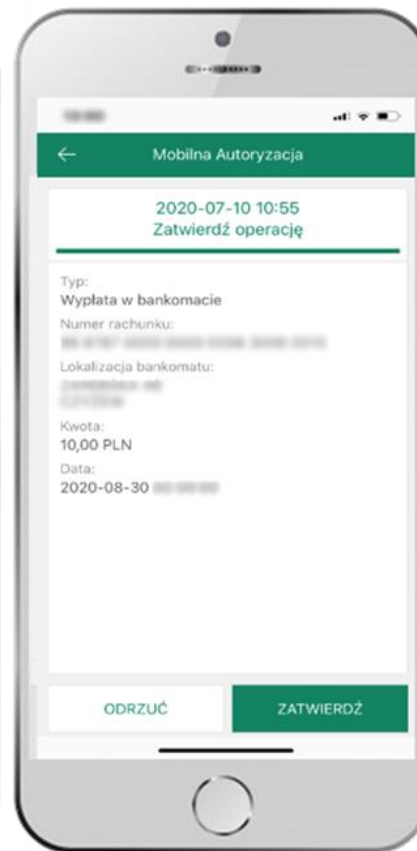 Mobilna Autoryzacja
2020-07-10 10:55
Zatwierdź operację
Typ:
Wypłata w bankomacie
Numer rachunku:
Lokalizacja bankomatu:
Kwota:
10,00 PLN
Data:
2020-08-30
ODRZUĆ
ZATWIERDŹ